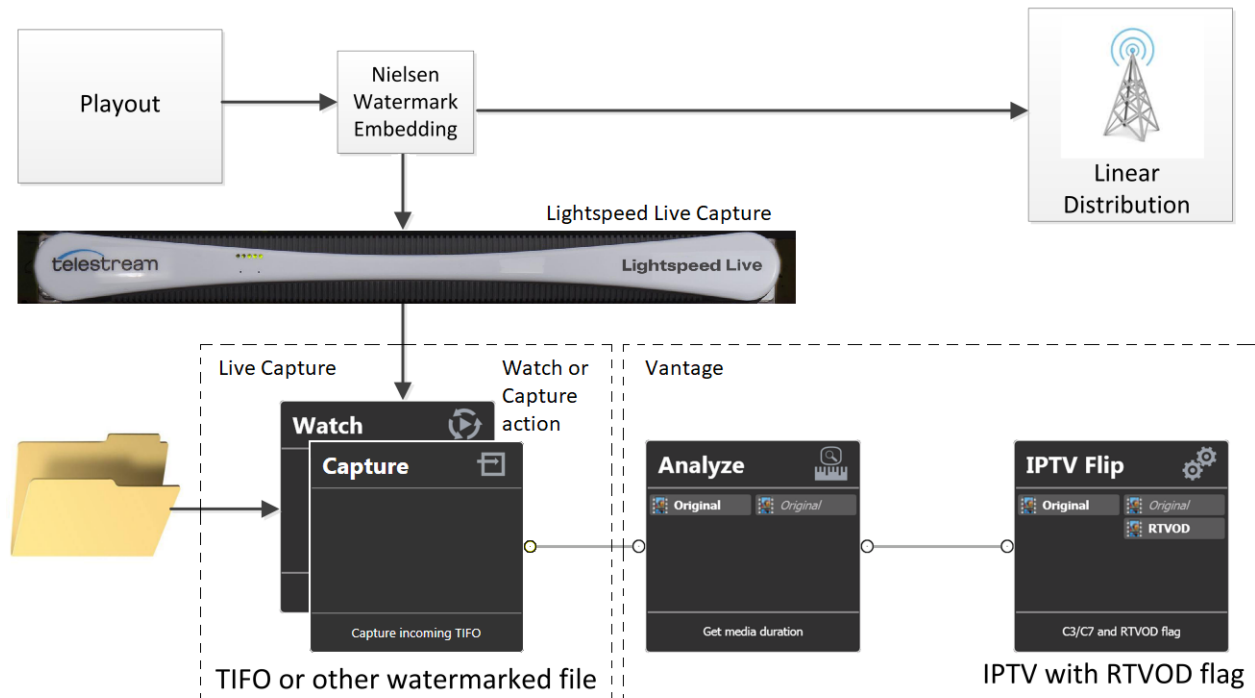 Playout
Nielsen
Watermark
Embedding
Linear
Distribution
Lightspeed Live Capture
telestream
Lightspeed Live
Live Capture
Watch or
Capture
action
Vantage
Watch
Capture
Capture incoming TIFO
Analyze
Original
Original
Get media duration
IPTV Flip
Original
Original
RTVOD
C3/C7 and RTVOD flag
TIFO or other watermarked file
IPTV with RTVOD flag